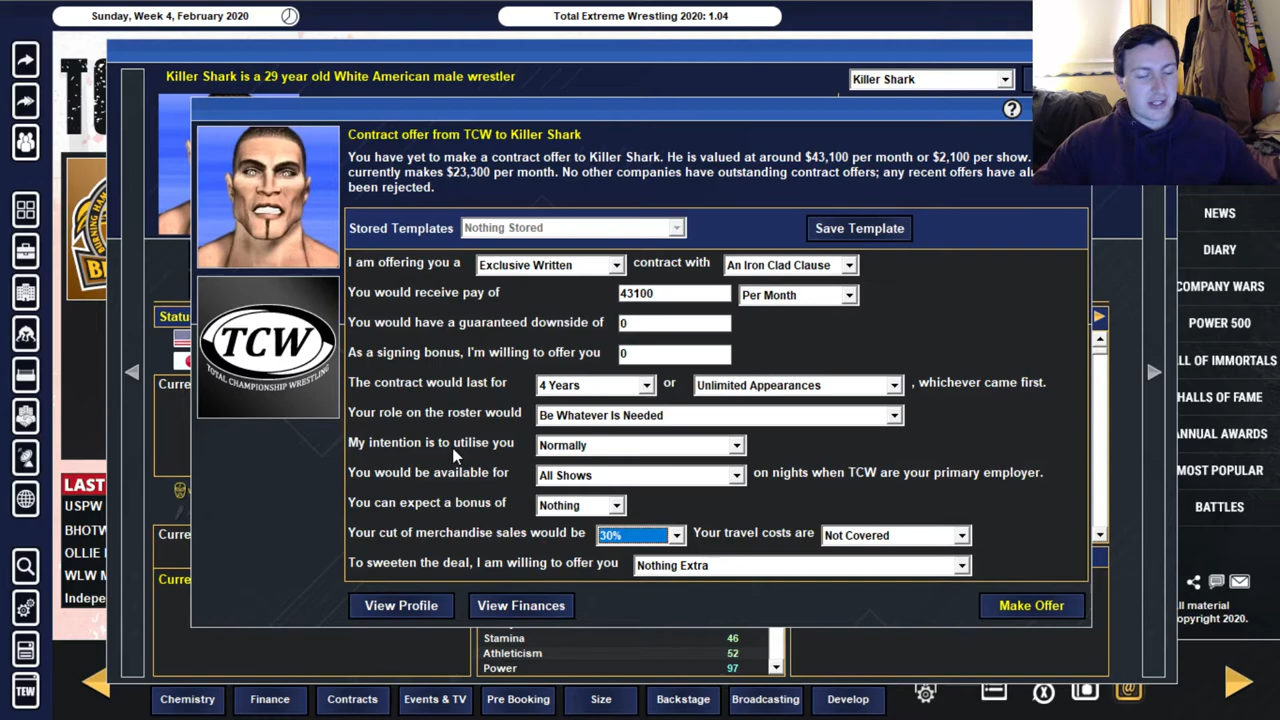 Sunday, Week 4, February 2020
Total Extreme Wrestling 2020: 1.04
Killer Shark is a 29 year old White American male wrestler
Killer Shark
Contract offer from TCW to Killer Shark
You have yet to make a contract offer to Killer Shark. He is valued at around $43,100 per month or $2,100 per show.
currently makes $23,300 per month. No other companies have outstanding contract offers; any recent offers have
been rejected.
Stored Templates Nothing Stored Save Template
I am offering you a Exclusive Written contract with An Iron Clad Clause
You would receive pay of 43100 Per Month
You would have a guaranteed downside of 0
As a signing bonus, I'm willing to offer you 0
The contract would last for 4 Years or Unlimited Appearances , whichever came first.
Your role on the roster would Be Whatever Is Needed
My intention is to utilise you Normally
You would be available for All Shows on nights when TCW are your primary employer.
You can expect a bonus of Nothing
Your cut of merchandise sales would be 30% Your travel costs are Not Covered
To sweeten the deal, I am willing to offer you Nothing Extra
View Profile View Finances Make Offer
TCW
TOTAL CHAMPIONSHIP WRESTLING
Stamina 46
Athleticism 52
Power 97
LAST
USPW
BHOTW
OLLIE
WLW M
Indepe
NEWS
DIARY
COMPANY WARS
POWER 500
HALLS OF FAME
ANNUAL AWARDS
MOST POPULAR
BATTLES
ll material
opyright 2020.
TEW
Chemistry Finance Contracts Events & TV Pre Booking Size Backstage Broadcasting Develop